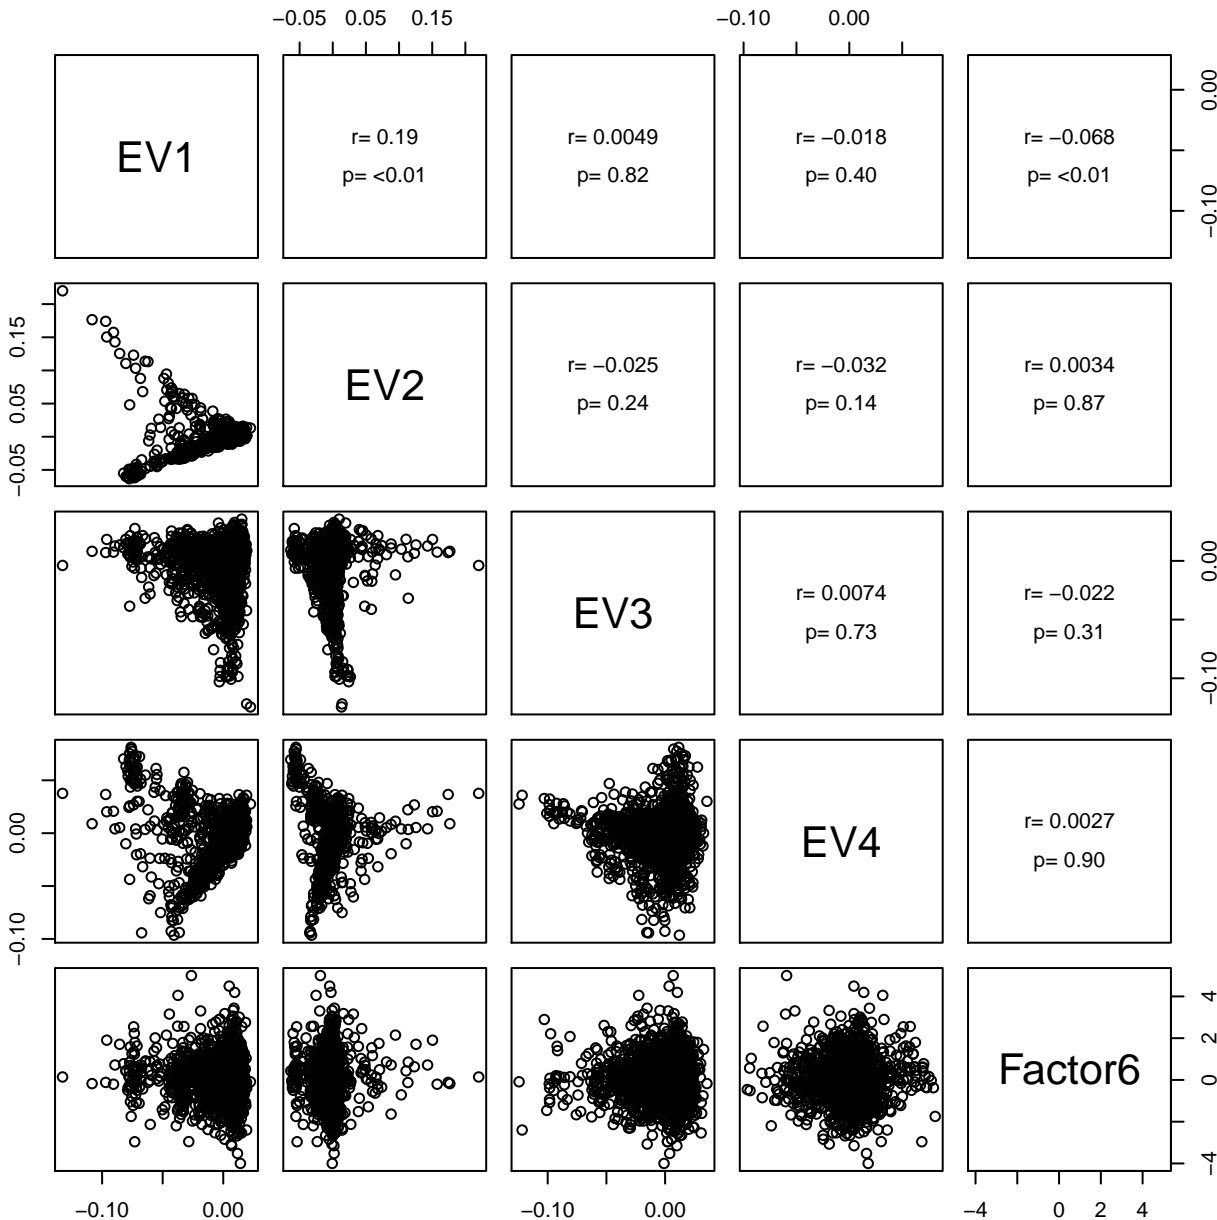 −0.05 0.05 0.15 −0.10 0.00
EV1
r= 0.19
p= <0.01
r= 0.0049
p= 0.82
r= −0.018
p= 0.40
r= −0.068
p= <0.01
0.00
−0.10
0.15
0.05
−0.05
EV2
r= −0.025
p= 0.24
r= −0.032
p= 0.14
r= 0.0034
p= 0.87
EV3
r= 0.0074
p= 0.73
r= −0.022
p= 0.31
0.00
−0.10
0.00
−0.10
EV4
r= 0.0027
p= 0.90
Factor6
4
2
0
−4
−0.10 0.00 −0.10 0.00 −4 0 2 4